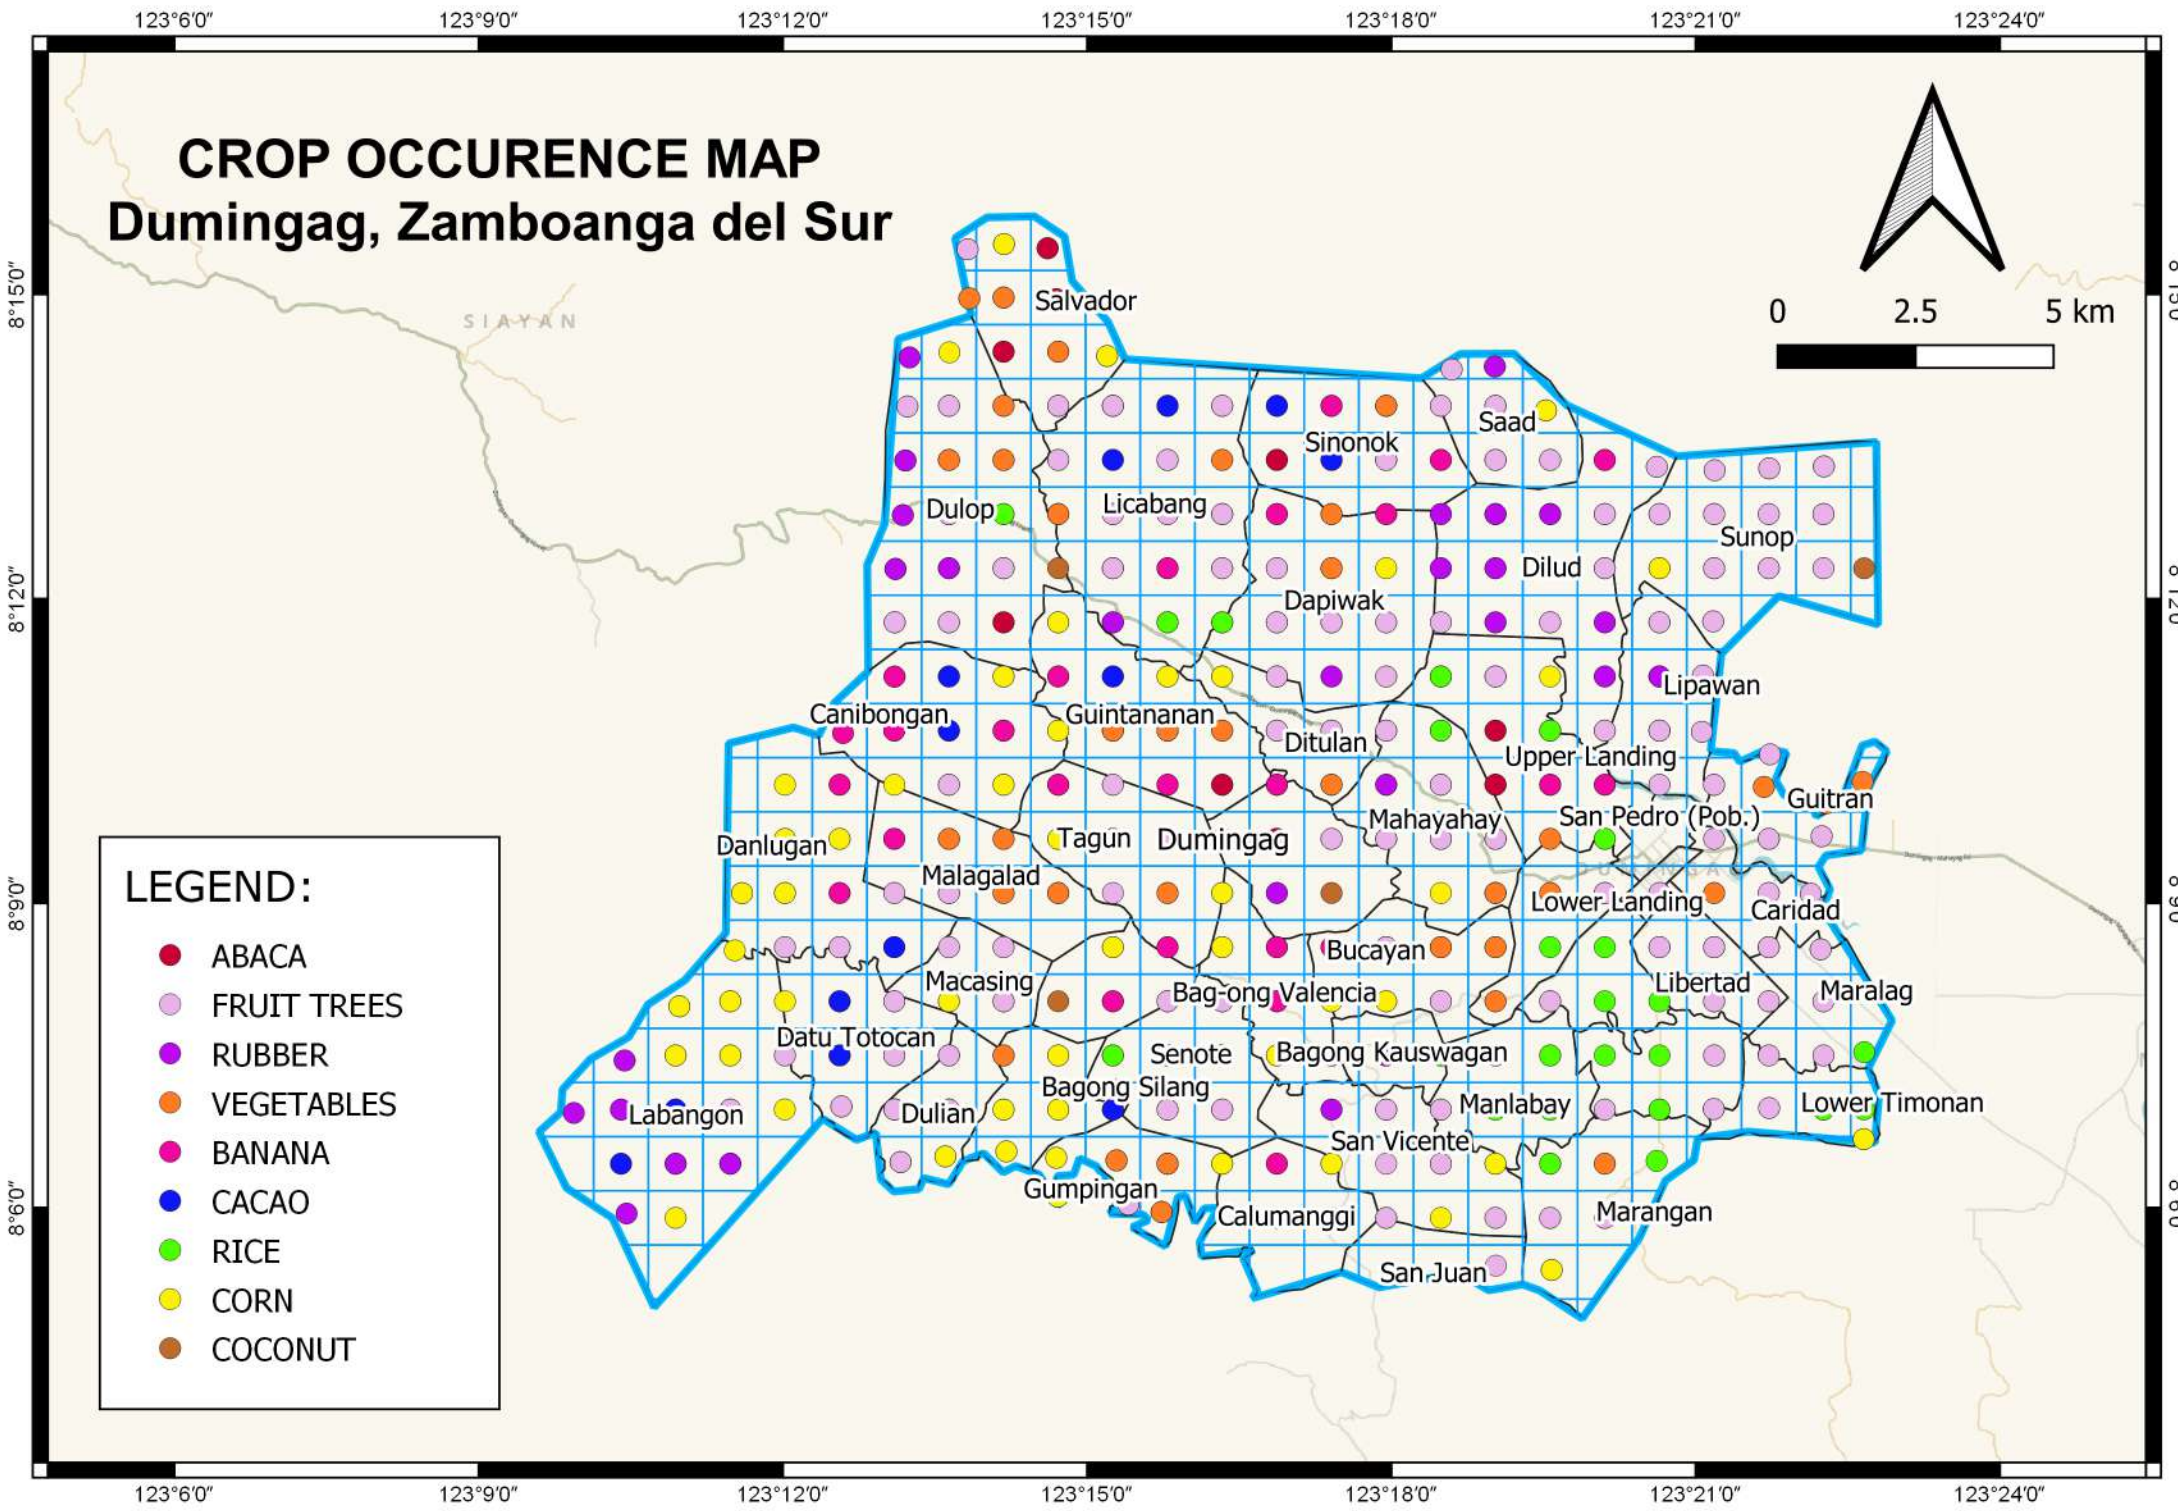 123°6′0″ 123°9′0″ 123°12′0″ 123°15′0″ 123°18′0″ 123°21′0″ 123°24′0″
CROP OCCURENCE MAP
Dumingag, Zamboanga del Sur
0 2.5 5 km
8°15′0″
8°12′0″
8°9′0″
8°6′0″
SIAYAN
Salvador
Saad
Sinonok
Licabang
Dulop
Sunop
Dilud
Dapiwak
Lipawan
Canibongan
Guintananan
Ditulan
Upper Landing
Guitran
San Pedro (Pob.)
Mahayahay
Danlugan
Tagun
Dumingag
DUMINGAG
Malagalad
Lower Landing
Caridad
Bucayan
Macasing
Libertad
Maralag
Bag-ong Valencia
Datu Totocan
Senote
Bagong Kauswagan
Bagong Silang
Labangon
Dulian
Manlabay
Lower Timonan
San Vicente
Gumpingan
Calumanggi
Marangan
San Juan
LEGEND:
ABACA
FRUIT TREES
RUBBER
VEGETABLES
BANANA
CACAO
RICE
CORN
COCONUT
123°6′0″ 123°9′0″ 123°12′0″ 123°15′0″ 123°18′0″ 123°21′0″ 123°24′0″